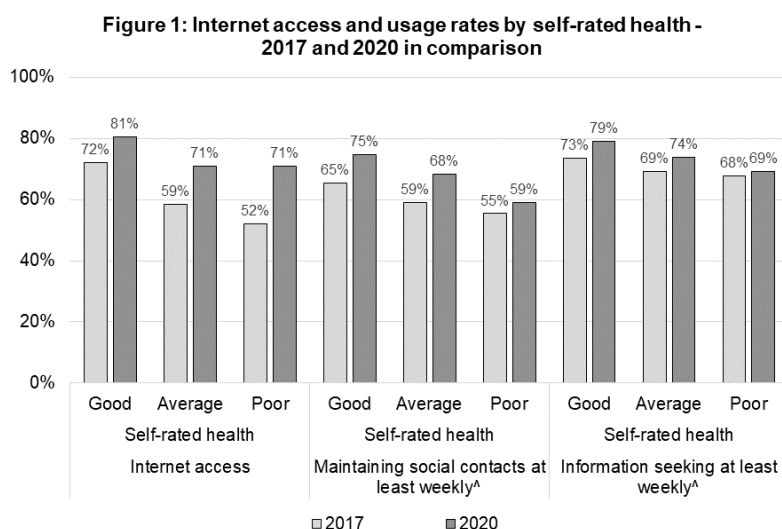 Figure 1: Internet access and usage rates by self-rated health -
2017 and 2020 in comparison
100%
80%
60%
40%
20%
0%
72% 81% 59% 71% 52% 71% 65% 75% 59% 68% 55% 59% 73% 79% 69% 74% 68% 69%
Good Average Poor Good Average Poor Good Average Poor
Self-rated health Self-rated health Self-rated health
Internet access Maintaining social contacts at Information seeking at least
least weekly^ weekly^
2017 2020